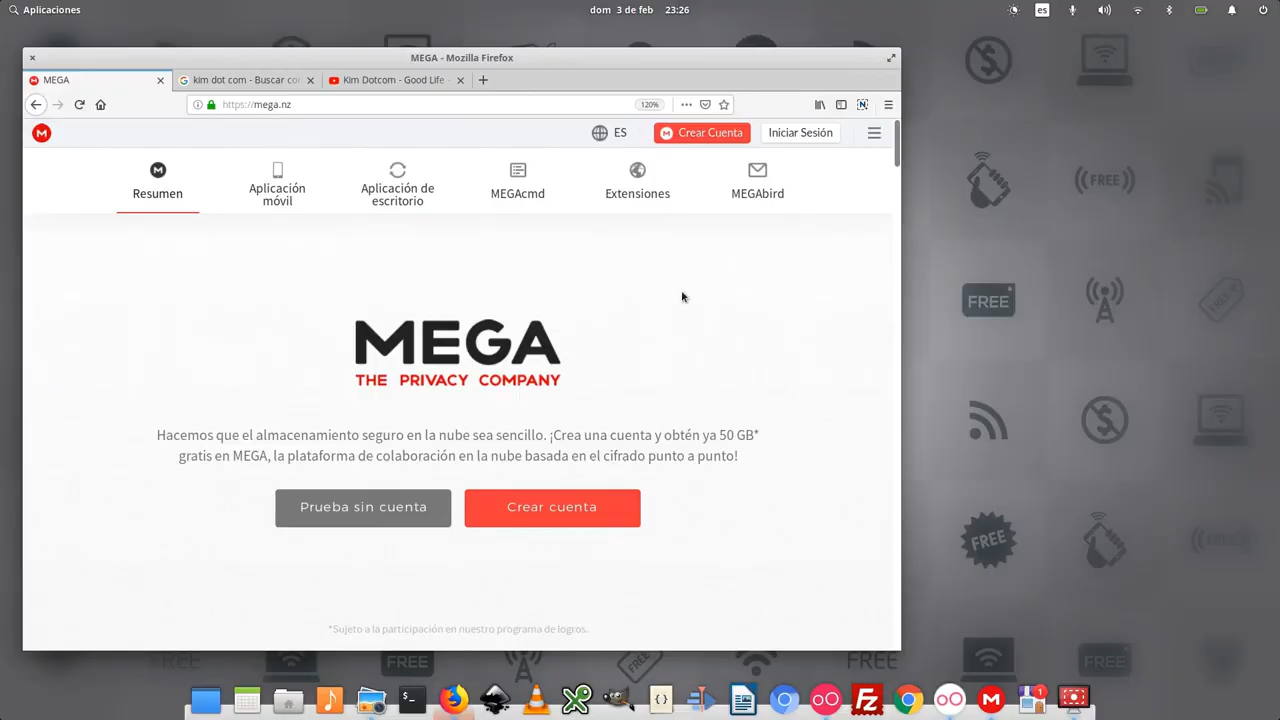 Aplicaciones
dom 3 de feb 23:26
es
MEGA - Mozilla Firefox
MEGA
kim dot com - Buscar co
Kim Dotcom - Good Life -
https://mega.nz
120%
N
M
ES
M Crear Cuenta
Iniciar Sesión
M
Resumen
Aplicación móvil
Aplicación de escritorio
MEGAcmd
Extensiones
MEGAbird
MEGA
THE PRIVACY COMPANY
Hacemos que el almacenamiento seguro en la nube sea sencillo. ¡Crea una cuenta y obtén ya 50 GB*
gratis en MEGA, la plataforma de colaboración en la nube basada en el cifrado punto a punto!
Prueba sin cuenta
Crear cuenta
*Sujeto a la participación en nuestro programa de logros.
(FREE)
FREE
FREE
FREE
FREE
FREE
FREE
FREE
Fz
M
1